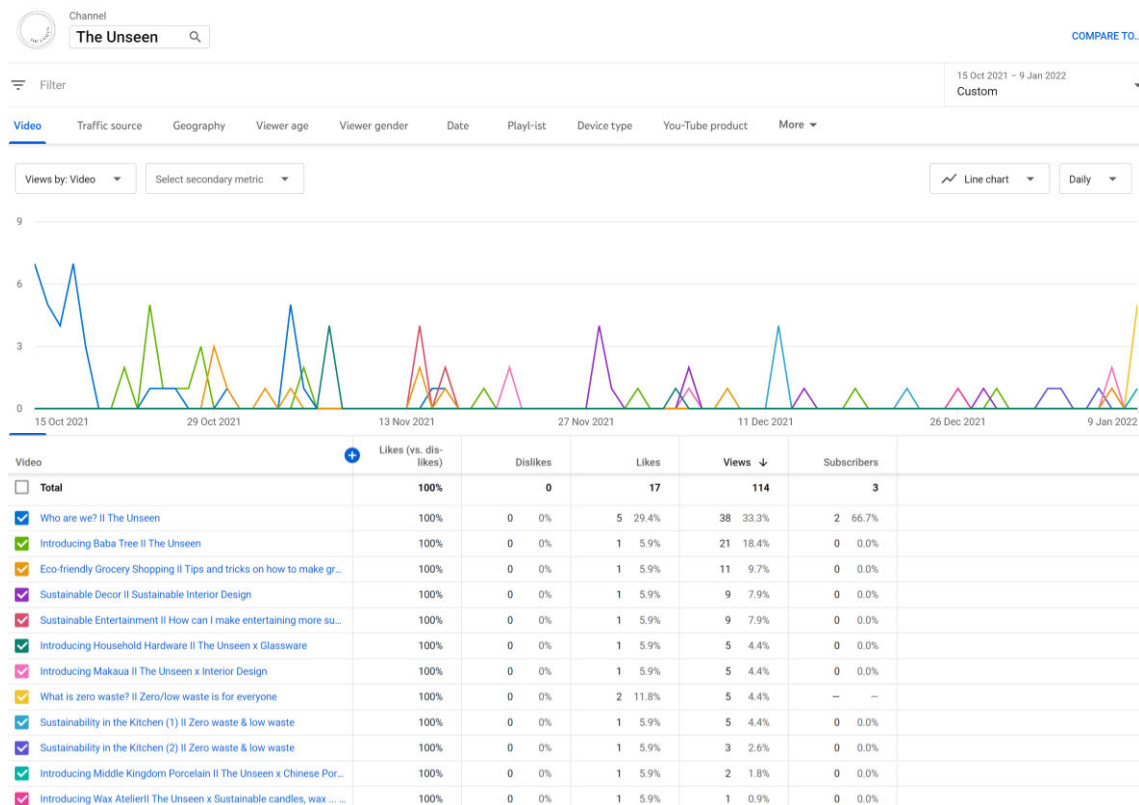 Channel
The Unseen
COMPARE TO...
Filter
15 Oct 2021 – 9 Jan 2022
Custom
Video Traffic source Geography Viewer age Viewer gender Date Playl-ist Device type You-Tube product More
Views by: Video Select secondary metric Line chart Daily
9
6
3
0
15 Oct 2021 29 Oct 2021 13 Nov 2021 27 Nov 2021 11 Dec 2021 26 Dec 2021 9 Jan 2022
Video Likes (vs. dis-
likes) Dislikes Likes Views Subscribers
Total 100% 0 17 114 3
Who are we? II The Unseen 100% 0 0% 5 29.4% 38 33.3% 2 66.7%
Introducing Baba Tree II The Unseen 100% 0 0% 1 5.9% 21 18.4% 0 0.0%
Eco-friendly Grocery Shopping II Tips and tricks on how to make gr... 100% 0 0% 1 5.9% 11 9.7% 0 0.0%
Sustainable Decor II Sustainable Interior Design 100% 0 0% 1 5.9% 9 7.9% 0 0.0%
Sustainable Entertainment II How can I make entertaining more su... 100% 0 0% 1 5.9% 9 7.9% 0 0.0%
Introducing Household Hardware II The Unseen x Glassware 100% 0 0% 1 5.9% 5 4.4% 0 0.0%
Introducing Makaua II The Unseen x Interior Design 100% 0 0% 1 5.9% 5 4.4% 0 0.0%
What is zero waste? II Zero/low waste is for everyone 100% 0 0% 2 11.8% 5 4.4% – –
Sustainability in the Kitchen (1) II Zero waste & low waste 100% 0 0% 1 5.9% 5 4.4% 0 0.0%
Sustainability in the Kitchen (2) II Zero waste & low waste 100% 0 0% 1 5.9% 3 2.6% 0 0.0%
Introducing Middle Kingdom Porcelain II The Unseen x Chinese Por... 100% 0 0% 1 5.9% 2 1.8% 0 0.0%
Introducing Wax AtelierII The Unseen x Sustainable candles, wax ... ... 100% 0 0% 1 5.9% 1 0.9% 0 0.0%